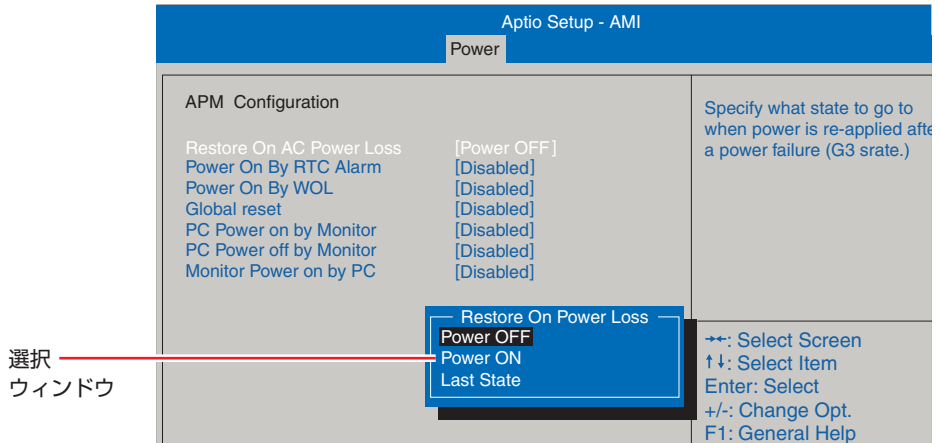 Aptio Setup - AMI
Power
APM Configuration
Restore On AC Power Loss [Power OFF]
Power On By RTC Alarm [Disabled]
Power On By WOL [Disabled]
Global reset [Disabled]
PC Power on by Monitor [Disabled]
PC Power off by Monitor [Disabled]
Monitor Power on by PC [Disabled]
Specify what state to go to
when power is re-applied afte
a power failure (G3 srate.)
Restore On Power Loss
Power OFF
Power ON
Last State
選択
ウィンドウ
→←: Select Screen
↑↓: Select Item
Enter: Select
+/-: Change Opt.
F1: General Help